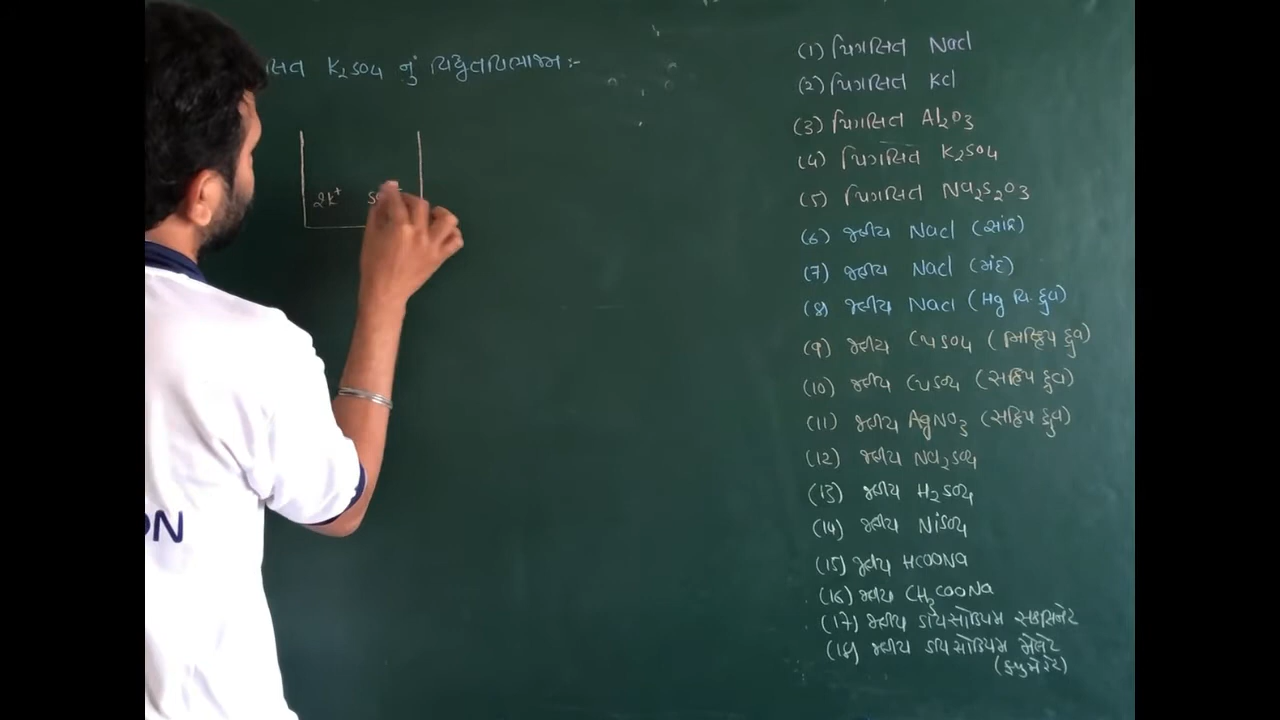 સિત K₂SO₄ નું વિદ્યુતવિભાજન :-
2K⁺
(1) પિગલિત Nacl
(2) પિગલિત Kcl
(3) પિગલિત Al₂O₃
(4) પિગલિત K₂SO₄
(5) પિગલિત Na₂S₂O₃
(6) જલીય Nacl (સાંદ્ર)
(7) જલીય Nacl (મંદ)
(8) જલીય Nacl (Hg વિ. ધ્રુવ)
(9) જલીય CuSO₄ (નિષ્ક્રિય ધ્રુવ)
(10) જલીય CuSO₄ (સક્રિય ધ્રુવ)
(11) જલીય AgNO₃ (સક્રિય ધ્રુવ)
(12) જલીય Na₂SO₄
(13) જલીય H₂SO₄
(14) જલીય NiSO₄
(15) જલીય HCOONa
(16) જલીય CH₃COONa
(17) જલીય ડાયસોડિયમ સકસિનેટ
(18) જલીય ડાયસોડિયમ મેલેટ
(ફ્યુમેરેટ)
ON